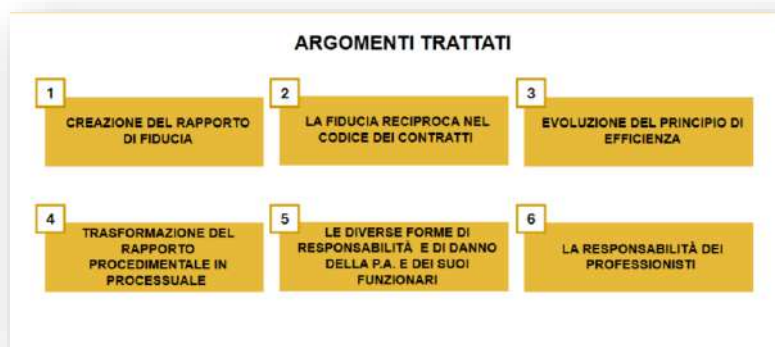 ARGOMENTI TRATTATI
1
CREAZIONE DEL RAPPORTO
DI FIDUCIA
2
LA FIDUCIA RECIPROCA NEL
CODICE DEI CONTRATTI
3
EVOLUZIONE DEL PRINCIPIO DI
EFFICIENZA
4
TRASFORMAZIONE DEL
RAPPORTO
PROCEDIMENTALE IN
PROCESSUALE
5
LE DIVERSE FORME DI
RESPONSABILITÀ E DI DANNO
DELLA P.A. E DEI SUOI
FUNZIONARI
6
LA RESPONSABILITÀ DEI
PROFESSIONISTI